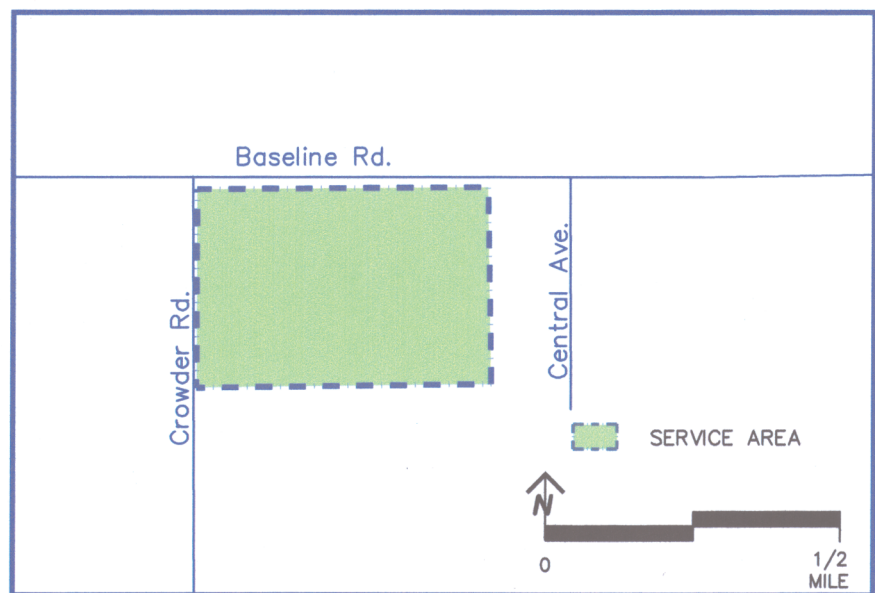 Baseline Rd.
Crowder Rd.
Central Ave.
SERVICE AREA
N
0
1/2
MILE